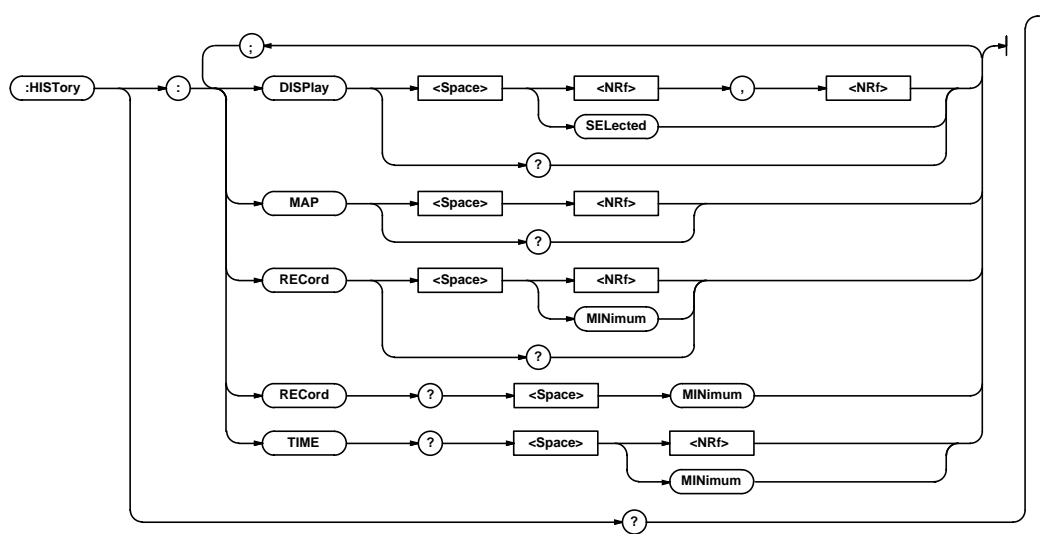 ;
:HISTory : DISPlay <Space> <NRf> , <NRf>
SELected
?
MAP <Space> <NRf>
?
RECord <Space> <NRf>
MINimum
?
RECord ? <Space> MINimum
TIME ? <Space> <NRf>
MINimum
?